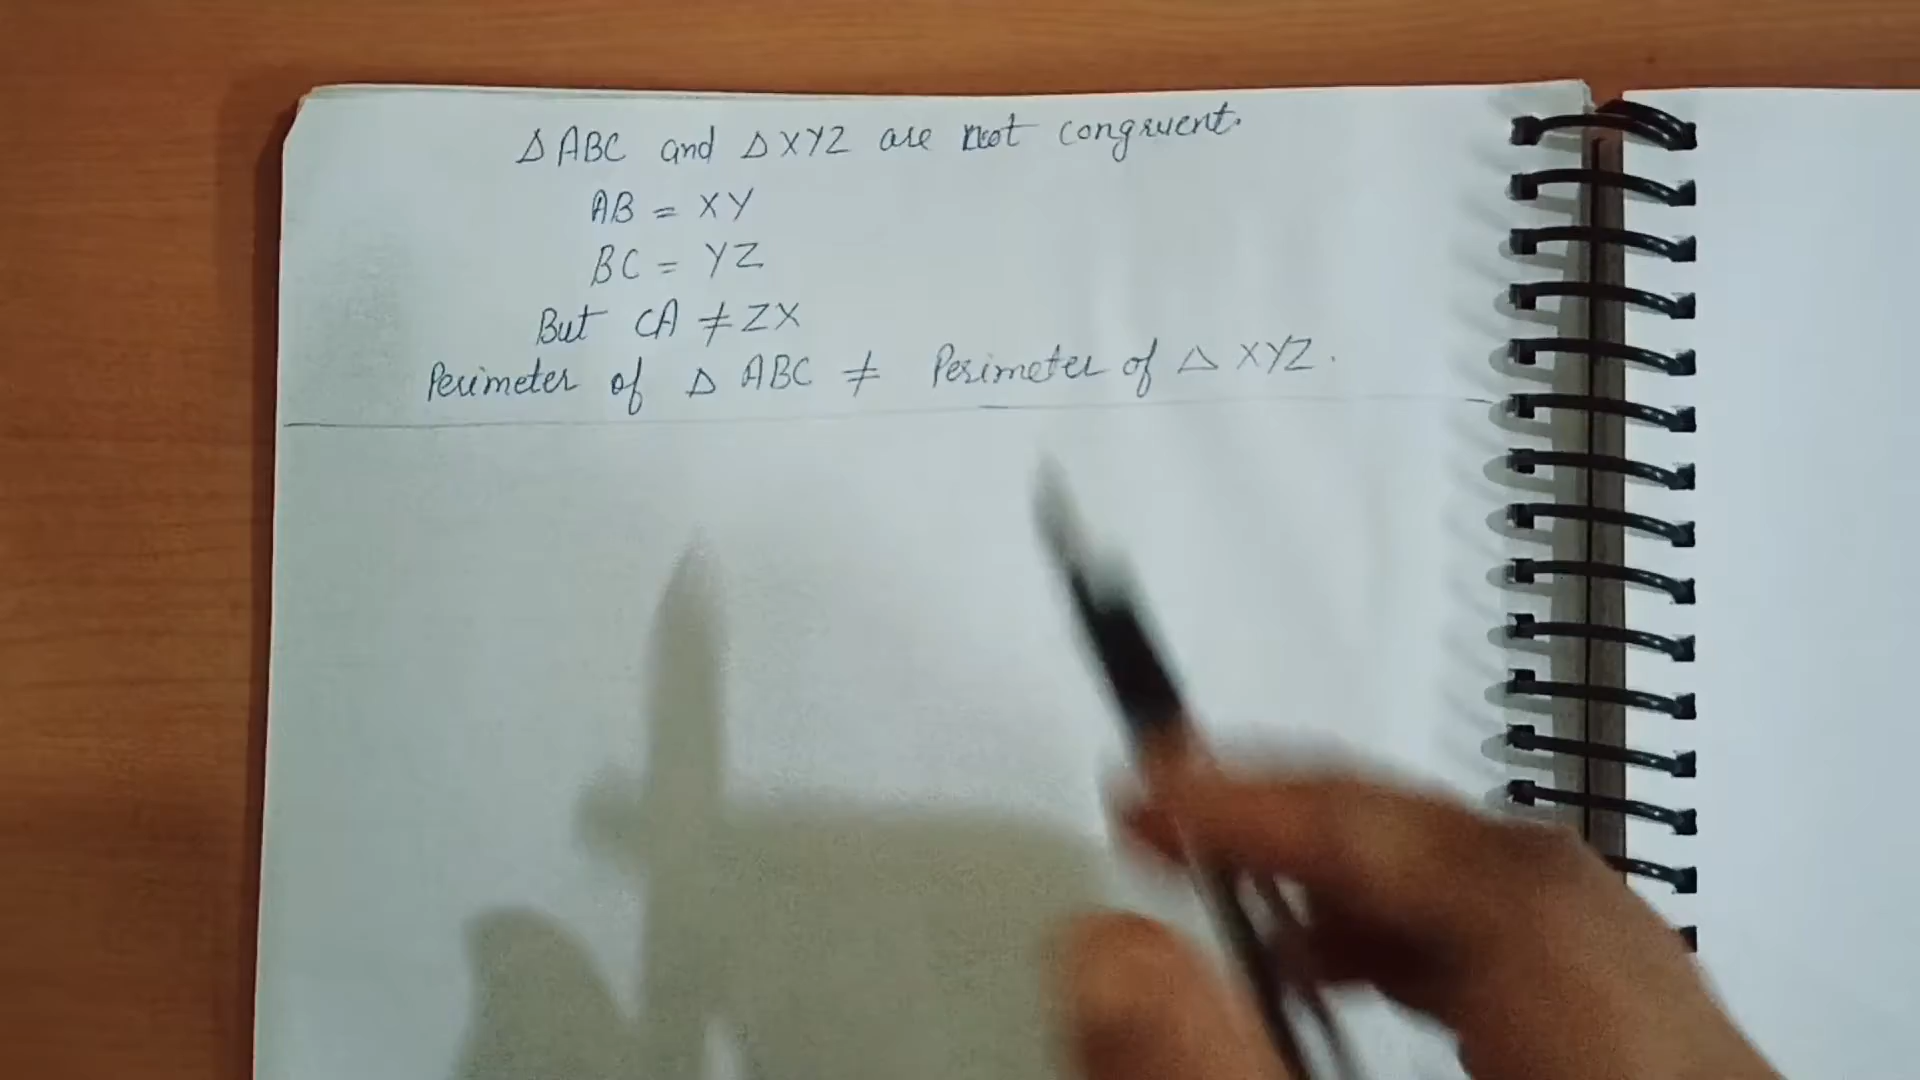 △ ABC and △ XYZ are not congruent.
AB = XY
BC = YZ
But CA ≠ ZX
Perimeter of △ ABC ≠ Perimeter of △ XYZ.